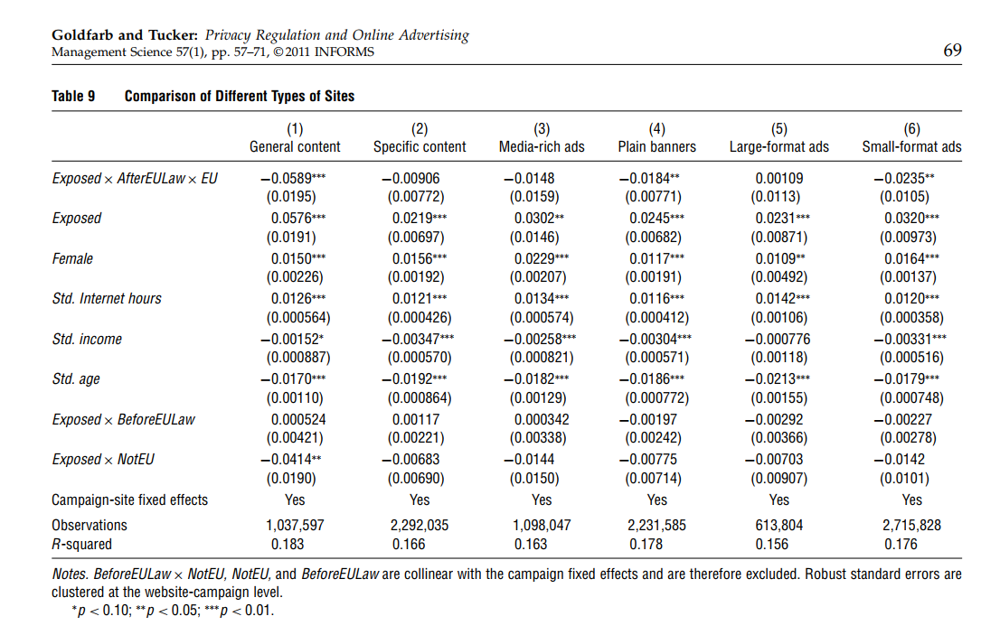 Goldfarb and Tucker: Privacy Regulation and Online Advertising
Management Science 57(1), pp. 57–71, © 2011 INFORMS 69
Table 9 Comparison of Different Types of Sites
(1) (2) (3) (4) (5) (6)
General content Specific content Media-rich ads Plain banners Large-format ads Small-format ads
Exposed × AfterEULaw × EU −0.0589*** −0.00906 −0.0148 −0.0184** 0.00109 −0.0235**
(0.0195) (0.00772) (0.0159) (0.00771) (0.0113) (0.0105)
Exposed 0.0576*** 0.0219*** 0.0302** 0.0245*** 0.0231*** 0.0320***
(0.0191) (0.00697) (0.0146) (0.00682) (0.00871) (0.00973)
Female 0.0150*** 0.0156*** 0.0229*** 0.0117*** 0.0109** 0.0164***
(0.00226) (0.00192) (0.00207) (0.00191) (0.00492) (0.00137)
Std. Internet hours 0.0126*** 0.0121*** 0.0134*** 0.0116*** 0.0142*** 0.0120***
(0.000564) (0.000426) (0.000574) (0.000412) (0.00106) (0.000358)
Std. income −0.00152* −0.00347*** −0.00258*** −0.00304*** −0.000776 −0.00331***
(0.000887) (0.000570) (0.000821) (0.000571) (0.00118) (0.000516)
Std. age −0.0170*** −0.0192*** −0.0182*** −0.0186*** −0.0213*** −0.0179***
(0.00110) (0.000864) (0.00129) (0.000772) (0.00155) (0.000748)
Exposed × BeforeEULaw 0.000524 0.00117 0.000342 −0.00197 −0.00292 −0.00227
(0.00421) (0.00221) (0.00338) (0.00242) (0.00366) (0.00278)
Exposed × NotEU −0.0414** −0.00683 −0.0144 −0.00775 −0.00703 −0.0142
(0.0190) (0.00690) (0.0150) (0.00714) (0.00907) (0.0101)
Campaign-site fixed effects Yes Yes Yes Yes Yes Yes
Observations 1,037,597 2,292,035 1,098,047 2,231,585 613,804 2,715,828
R-squared 0.183 0.166 0.163 0.178 0.156 0.176
Notes. BeforeEULaw × NotEU, NotEU, and BeforeEULaw are collinear with the campaign fixed effects and are therefore excluded. Robust standard errors are
clustered at the website-campaign level.
*p < 0.10; **p < 0.05; ***p < 0.01.